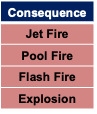 Consequence
Jet Fire
Pool Fire
Flash Fire
Explosion